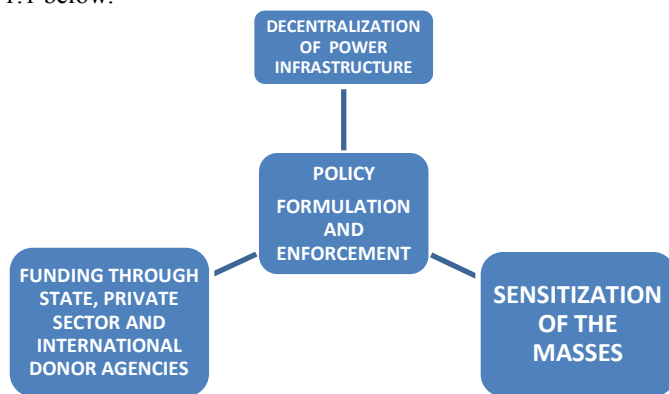 1.1 below.
DECENTRALIZATION
OF POWER
INFRASTRUCTURE
POLICY
FORMULATION
AND
ENFORCEMENT
FUNDING THROUGH
STATE, PRIVATE
SECTOR AND
INTERNATIONAL
DONOR AGENCIES
SENSITIZATION
OF THE
MASSES